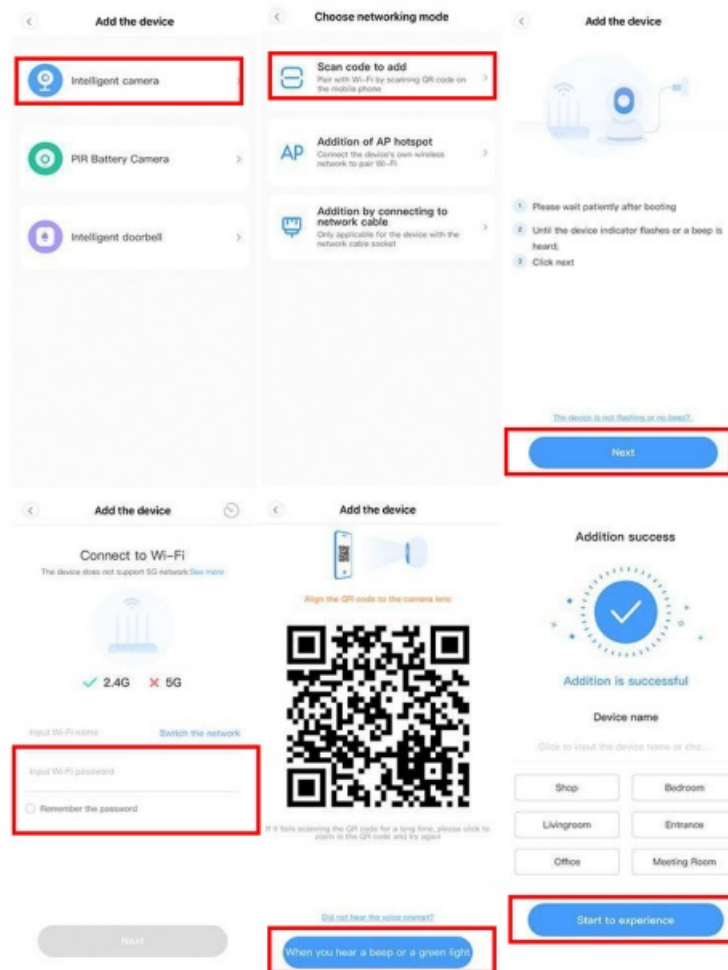 Add the device
Intelligent camera
PIR Battery Camera
Intelligent doorbell
Choose networking mode
Scan code to add
Pair with Wi-Fi by scanning QR code on
the mobile phone
AP
Addition of AP hotspot
Connect the device's own wireless
network to pair Wi-Fi
Addition by connecting to
network cable
Only applicable for the device with the
network cable socket
Add the device
1 Please wait patiently after booting
2 Until the device indicator flashes or a beep is
heard;
3 Click next
The device is not flashing or no beep?
Next
Add the device
Connect to Wi-Fi
The device does not support 5G network See more
2.4G 5G
Input Wi-Fi name Switch the network
Input Wi-Fi password
Remember the password
Next
Add the device
Align the QR code to the camera lens
If it fails scanning the QR code for a long time, please click to
zoom in the QR code and try again
Did not hear the voice prompt?
When you hear a beep or a green light
Addition success
Addition is successful
Device name
Click to input the device name or cho...
Shop Bedroom
Livingroom Entrance
Office Meeting Room
Start to experience